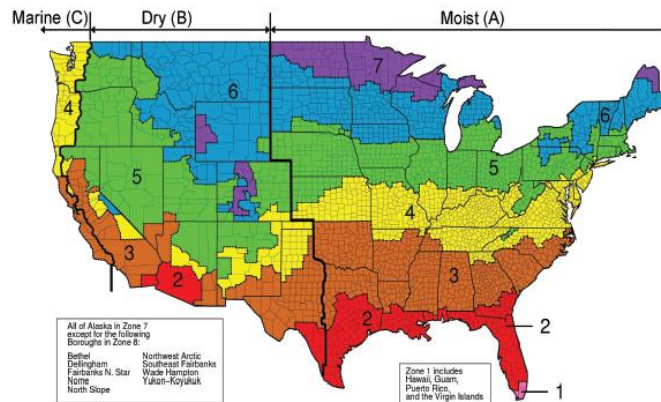 Marine (C) Dry (B) Moist (A)
7
6
4
6
5
5
4
3
3
2
2
2
1
All of Alaska in Zone 7
except for the following
Boroughs in Zone 8:
Bethel Northwest Arctic
Dellingham Southeast Fairbanks
Fairbanks N. Star Wade Hampton
Nome Yukon-Koyukuk
North Slope
Zone 1 includes
Hawaii, Guam,
Puerto Rico,
and the Virgin Islands